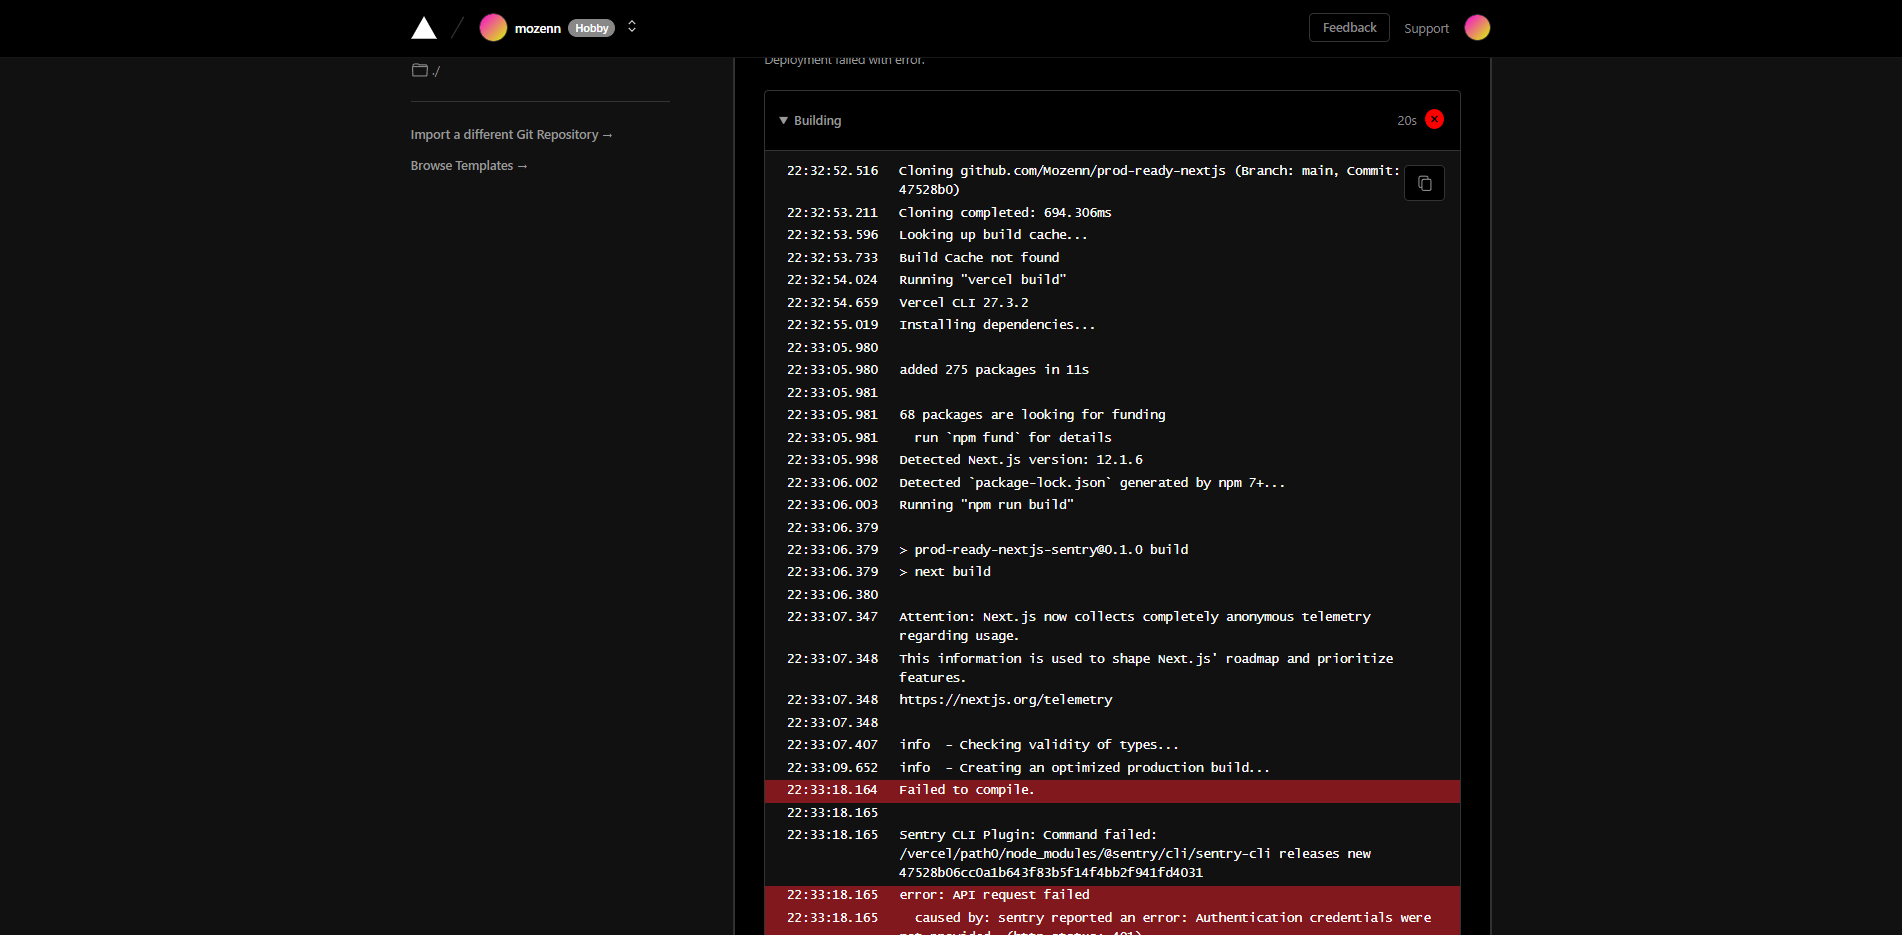 mozenn Hobby
Feedback Support
./
Import a different Git Repository →
Browse Templates →
Deployment failed with error.
Building 20s
22:32:52.516 Cloning github.com/Mozenn/prod-ready-nextjs (Branch: main, Commit:
47528b0)
22:32:53.211 Cloning completed: 694.306ms
22:32:53.596 Looking up build cache...
22:32:53.733 Build Cache not found
22:32:54.024 Running "vercel build"
22:32:54.659 Vercel CLI 27.3.2
22:32:55.019 Installing dependencies...
22:33:05.980
22:33:05.980 added 275 packages in 11s
22:33:05.981
22:33:05.981 68 packages are looking for funding
22:33:05.981 run `npm fund` for details
22:33:05.998 Detected Next.js version: 12.1.6
22:33:06.002 Detected `package-lock.json` generated by npm 7+...
22:33:06.003 Running "npm run build"
22:33:06.379
22:33:06.379 > prod-ready-nextjs-sentry@0.1.0 build
22:33:06.379 > next build
22:33:06.380
22:33:07.347 Attention: Next.js now collects completely anonymous telemetry
regarding usage.
22:33:07.348 This information is used to shape Next.js' roadmap and prioritize
features.
22:33:07.348 https://nextjs.org/telemetry
22:33:07.348
22:33:07.407 info - Checking validity of types...
22:33:09.652 info - Creating an optimized production build...
22:33:18.164 Failed to compile.
22:33:18.165
22:33:18.165 Sentry CLI Plugin: Command failed:
/vercel/path0/node_modules/@sentry/cli/sentry-cli releases new
47528b06cc0a1b643f83b5f14f4bb2f941fd4031
22:33:18.165 error: API request failed
22:33:18.165 caused by: sentry reported an error: Authentication credentials were
not provided. (http status: 401)